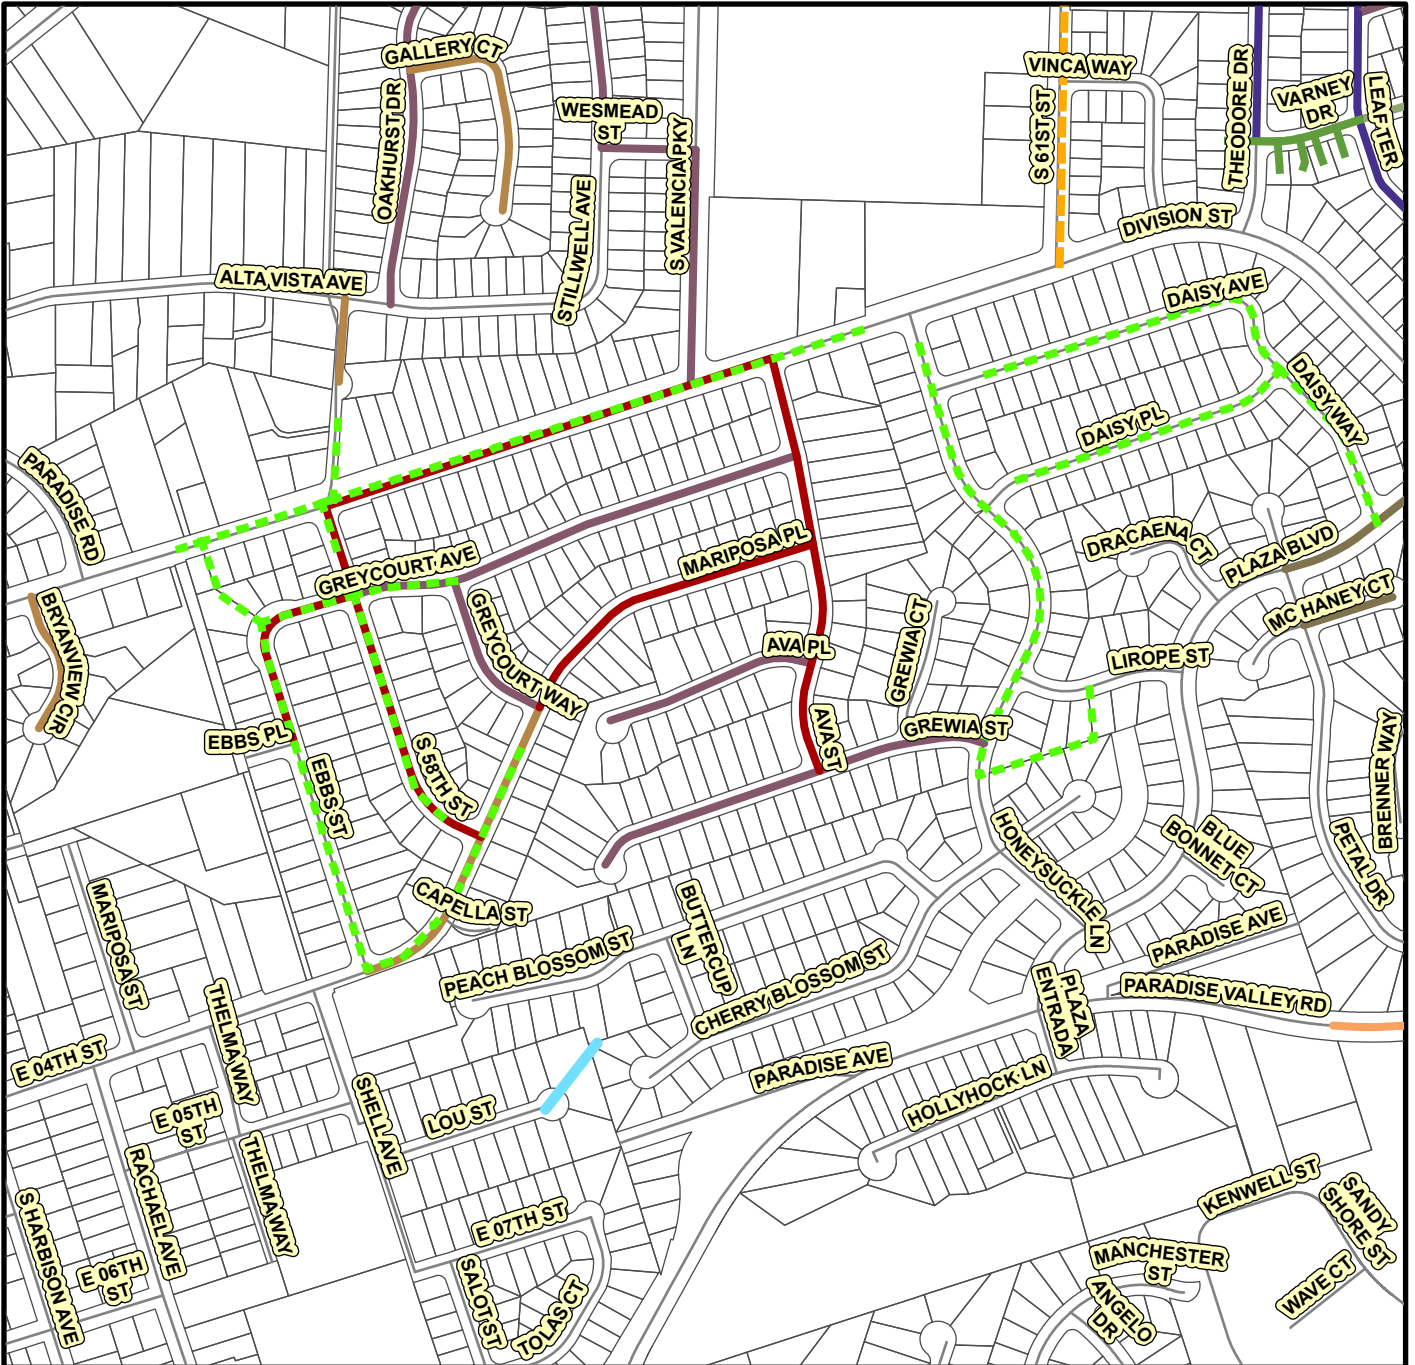 GALLERY CT
OAKHURST DR
WESMEAD
ST
S VALENCIA PKY
STILLWELL AVE
ALTA VISTA AVE
VINCA WAY
S 61ST ST
THEODORE DR
VARNEY
DR
LEAFTER
DIVISION ST
DAISY AVE
DAISY WAY
DAISY PL
PARADISE RD
GREYCOURT AVE
MARIPOSA PL
DRACAENA CT
PLAZA BLVD
MC HANEY CT
BRYANVIEW CIR
GREYCOURT WAY
AVA PL
GREWIA CT
LIROPE ST
EBBS PL
EBBS ST
S 58TH ST
AVA ST
GREWIA ST
BRENNER WAY
HONEYSUCKLE LN
BLUE
BONNET CT
PETAL DR
MARIPOSA ST
CAPELLA ST
BUTTERCUP
LN
PEACH BLOSSOM ST
CHERRY BLOSSOM ST
PARADISE AVE
PLAZA
ENTRADA
PARADISE VALLEY RD
THELMA WAY
E 04TH ST
PARADISE AVE
HOLLYHOCK LN
E 05TH
ST
SHELL AVE
LOU ST
RACHAEL AVE
THELMA WAY
S HARBISON AVE
E 06TH
ST
E 07TH ST
SALOT ST
TOLAS CT
KENWELL ST
SANDY
SHORE ST
MANCHESTER
ST
ANGELO
DR
WAVE CT